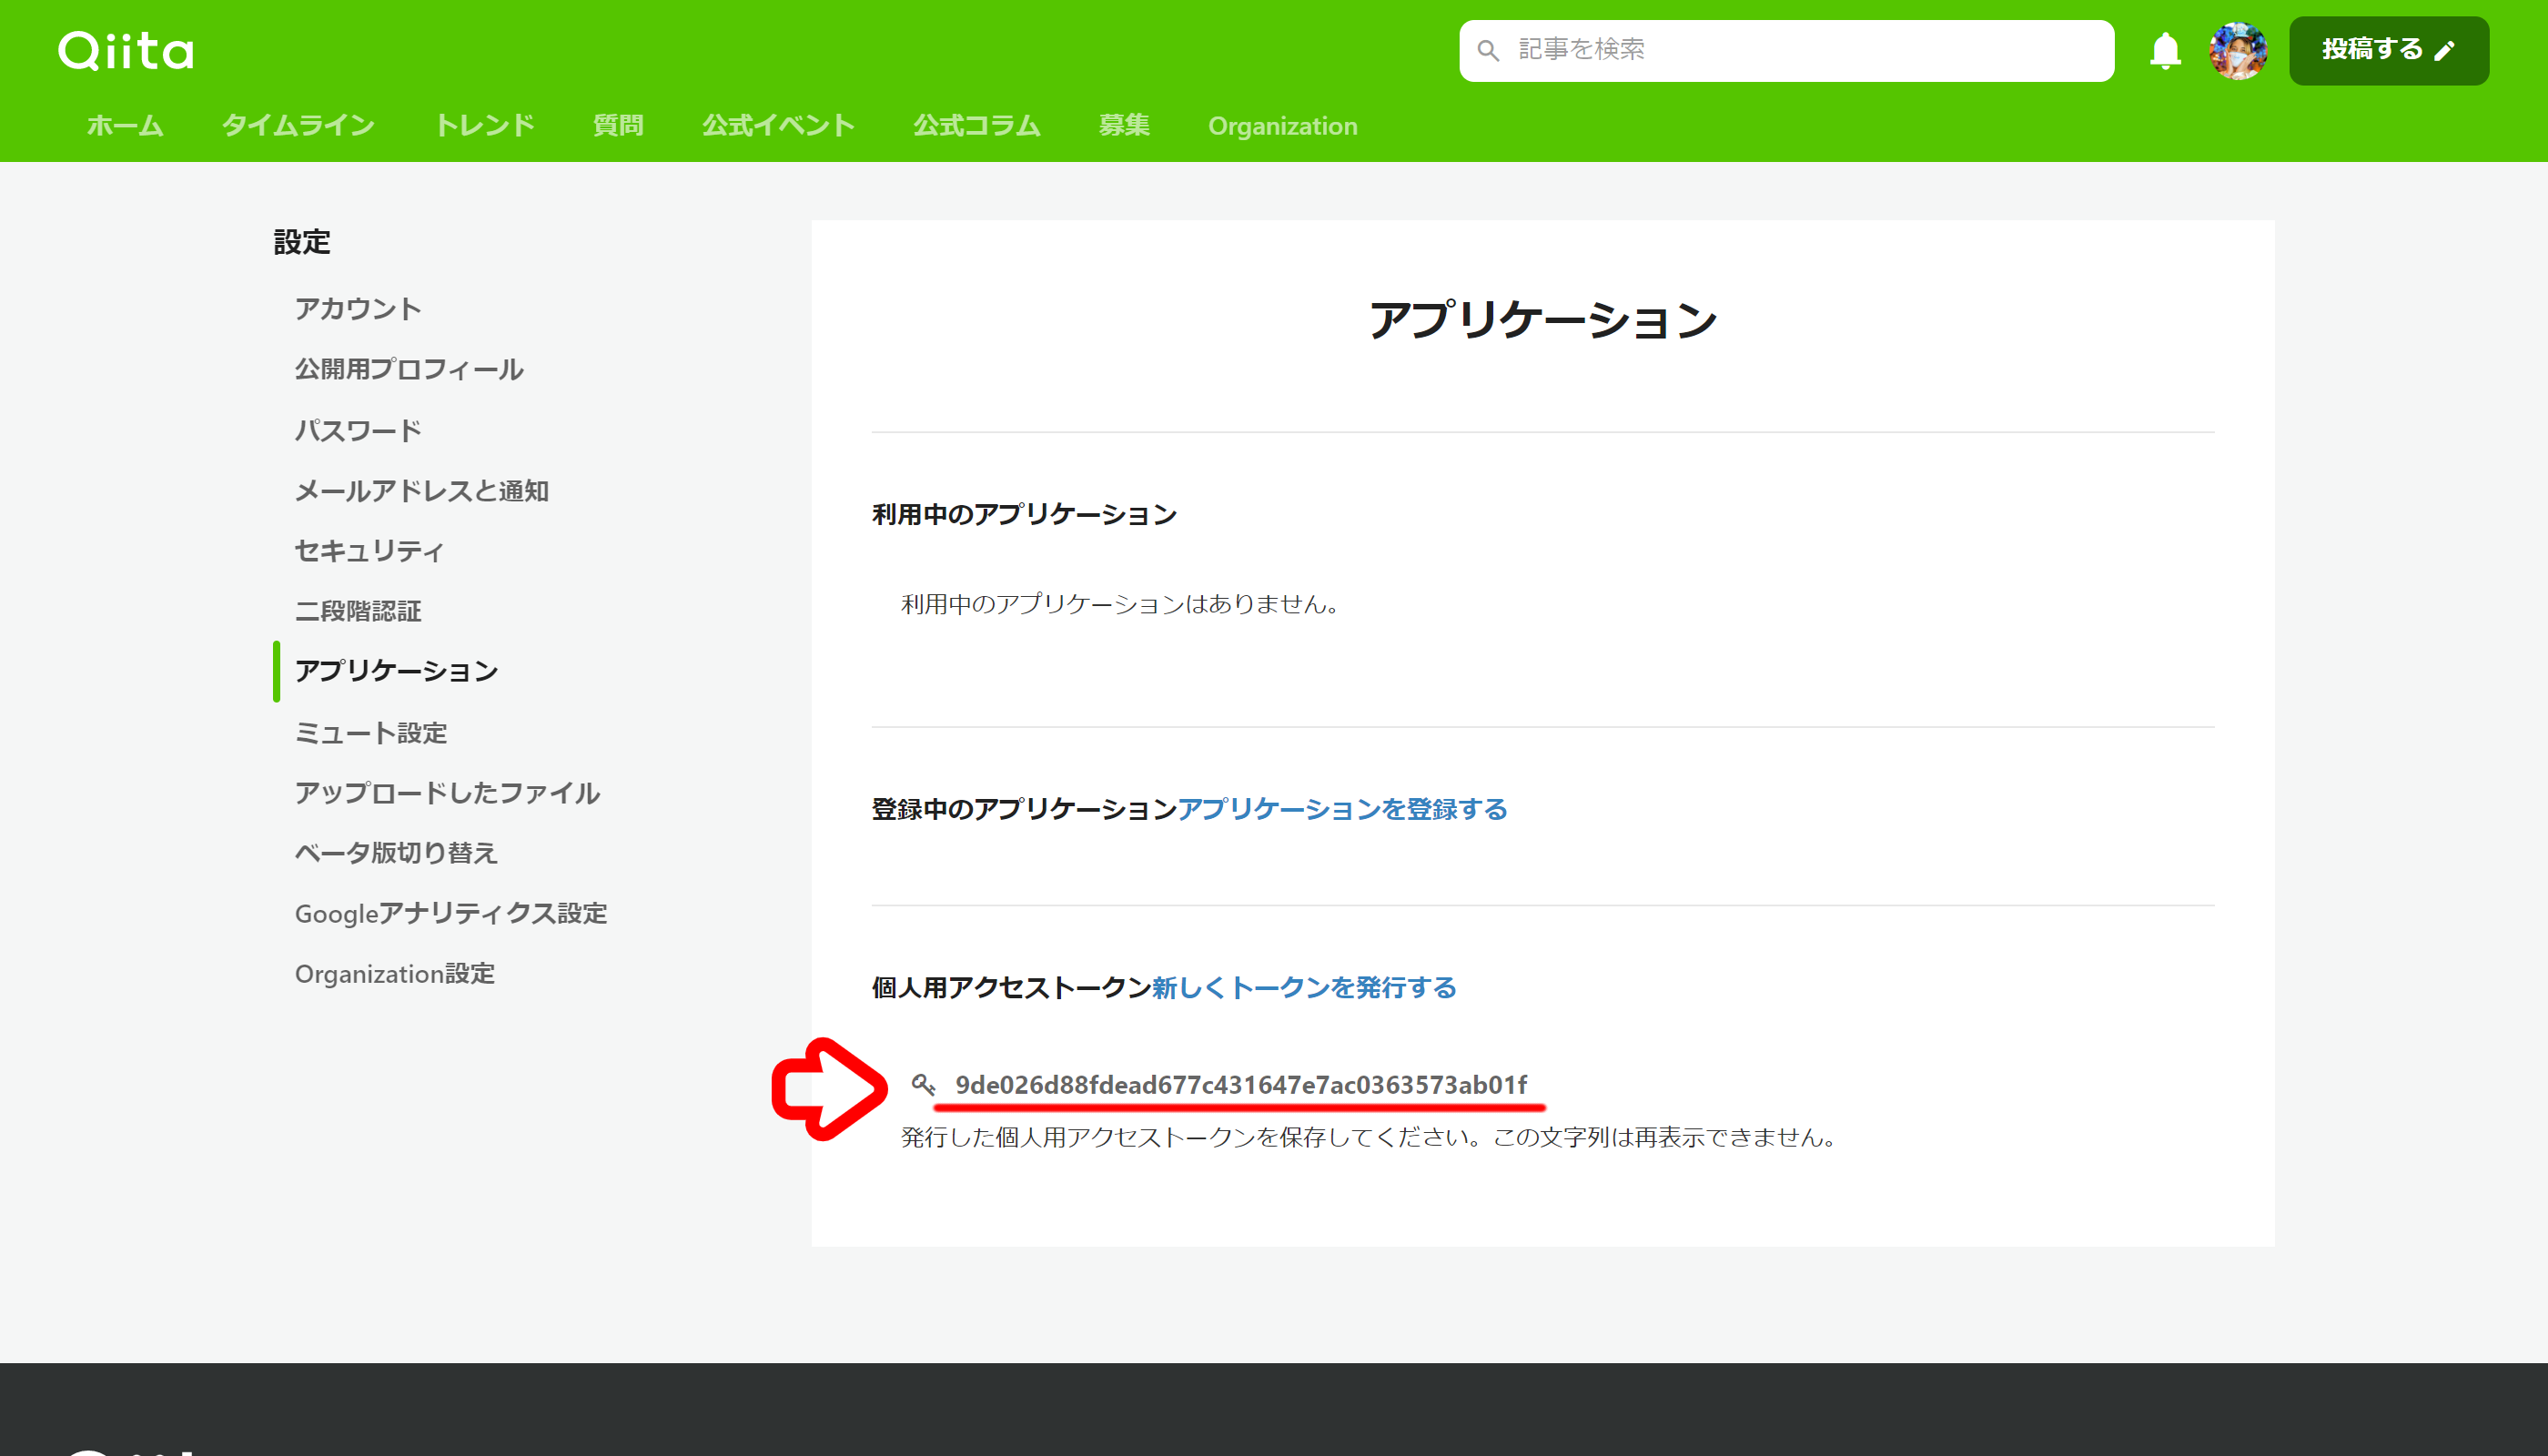 Qiita
記事を検索
投稿する
ホーム タイムライン トレンド 質問 公式イベント 公式コラム 募集 Organization
設定
アカウント
公開用プロフィール
パスワード
メールアドレスと通知
セキュリティ
二段階認証
アプリケーション
ミュート設定
アップロードしたファイル
ベータ版切り替え
Googleアナリティクス設定
Organization設定
アプリケーション
利用中のアプリケーション
利用中のアプリケーションはありません。
登録中のアプリケーションアプリケーションを登録する
個人用アクセストークン新しくトークンを発行する
9de026d88fdead677c431647e7ac0363573ab01f
発行した個人用アクセストークンを保存してください。この文字列は再表示できません。